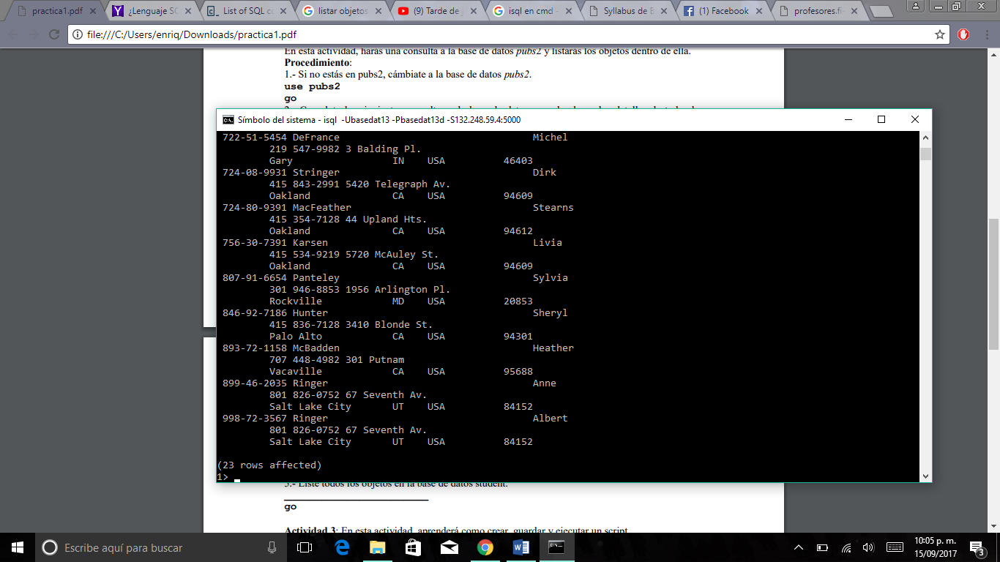 practica1.pdf
¿Lenguaje SQ
List of SQL co
listar objetos
(9) Tarde de j
isql en cmd -
Syllabus de B
(1) Facebook
profesores.fi-
file:///C:/Users/enriq/Downloads/practica1.pdf
En esta actividad, harás una consulta a la base de datos pubs2 y listarás los objetos dentro de ella.
Procedimiento:
1.- Si no estás en pubs2, cámbiate a la base de datos pubs2.
use pubs2
go
Símbolo del sistema - isql -Ubasedat13 -Pbasedat13d -S132.248.59.4:5000
722-51-5454 DeFrance Michel
219 547-9982 3 Balding Pl.
Gary IN USA 46403
724-08-9931 Stringer Dirk
415 843-2991 5420 Telegraph Av.
Oakland CA USA 94609
724-80-9391 MacFeather Stearns
415 354-7128 44 Upland Hts.
Oakland CA USA 94612
756-30-7391 Karsen Livia
415 534-9219 5720 McAuley St.
Oakland CA USA 94609
807-91-6654 Panteley Sylvia
301 946-8853 1956 Arlington Pl.
Rockville MD USA 20853
846-92-7186 Hunter Sheryl
415 836-7128 3410 Blonde St.
Palo Alto CA USA 94301
893-72-1158 McBadden Heather
707 448-4982 301 Putnam
Vacaville CA USA 95688
899-46-2035 Ringer Anne
801 826-0752 67 Seventh Av.
Salt Lake City UT USA 84152
998-72-3567 Ringer Albert
801 826-0752 67 Seventh Av.
Salt Lake City UT USA 84152
(23 rows affected)
1>
5.- Liste todos los objetos en la base de datos student.
go
Actividad 3: En esta actividad, aprenderá como crear, guardar y ejecutar un script
Escribe aquí para buscar
10:05 p. m.
15/09/2017
3